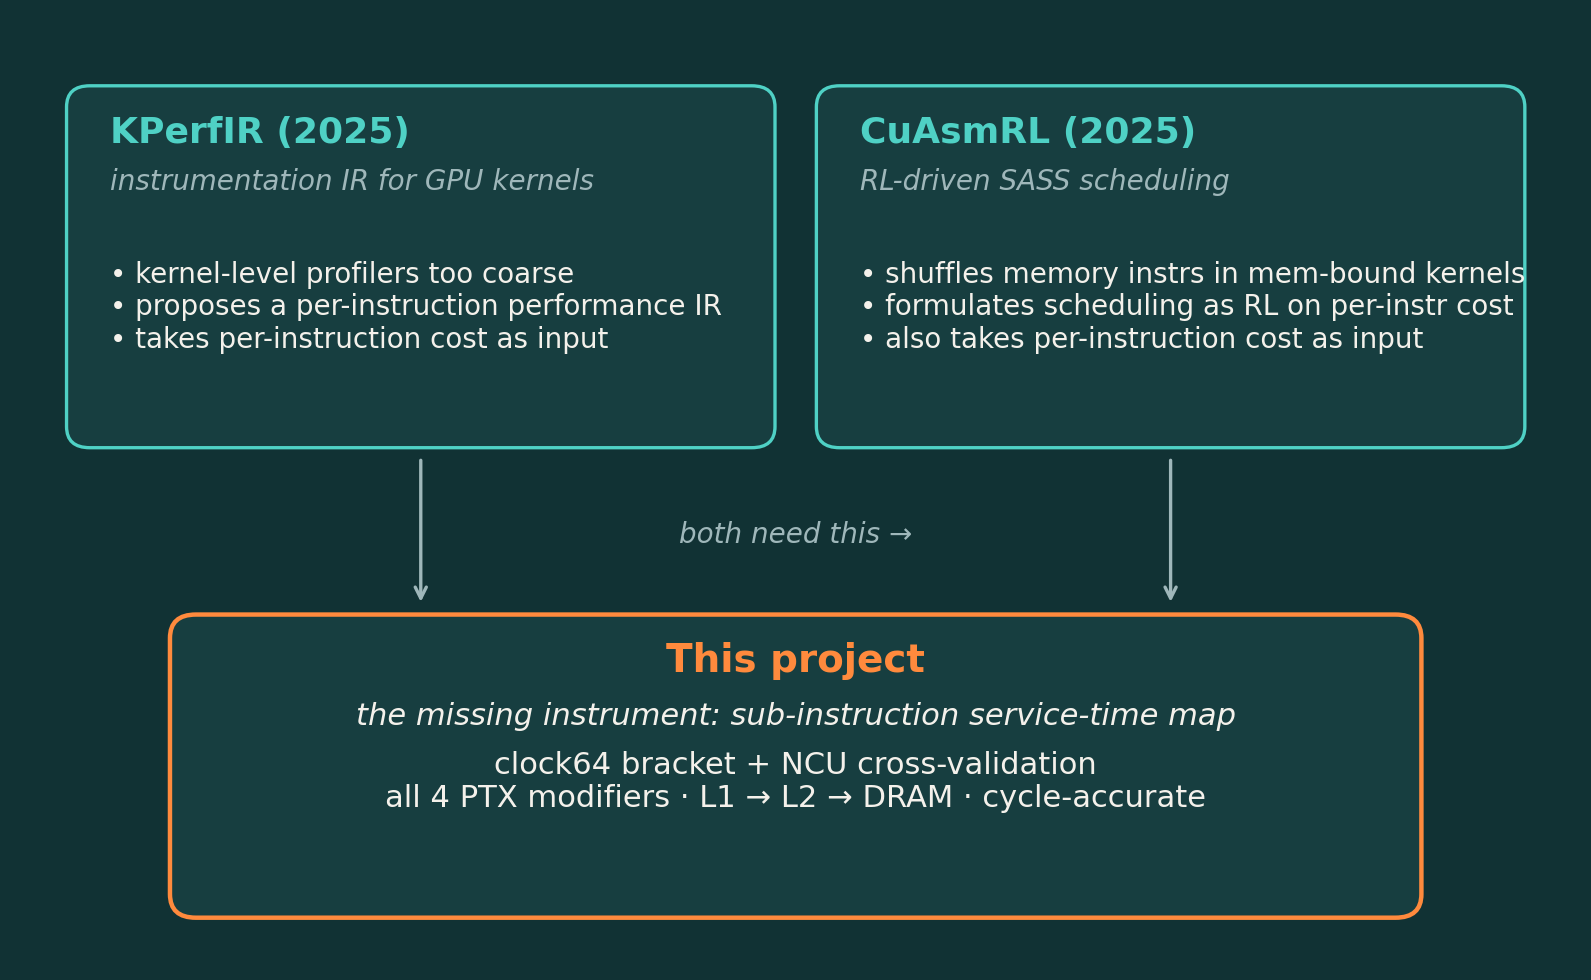 KPerfIR (2025)
instrumentation IR for GPU kernels
• kernel-level profilers too coarse
• proposes a per-instruction performance IR
• takes per-instruction cost as input
CuAsmRL (2025)
RL-driven SASS scheduling
• shuffles memory instrs in mem-bound kernels
• formulates scheduling as RL on per-instr cost
• also takes per-instruction cost as input
both need this →
This project
the missing instrument: sub-instruction service-time map
clock64 bracket + NCU cross-validation
all 4 PTX modifiers · L1 → L2 → DRAM · cycle-accurate